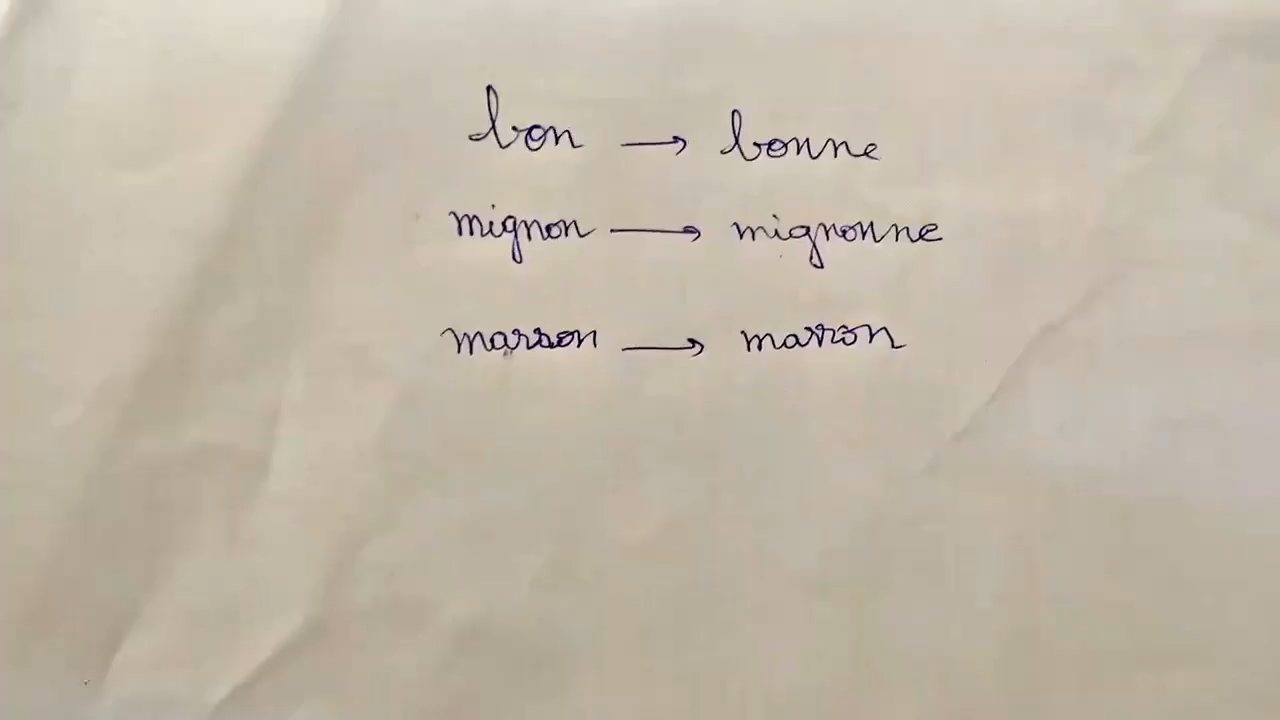 bon → bonne
mignon → mignonne
marron → marron